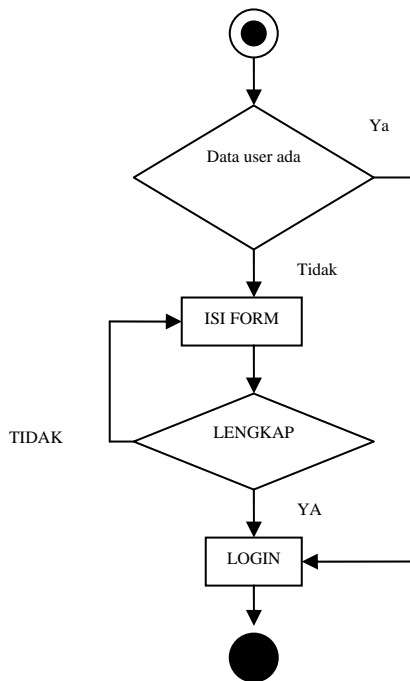 Ya
Data user ada
Tidak
ISI FORM
TIDAK
LENGKAP
YA
LOGIN